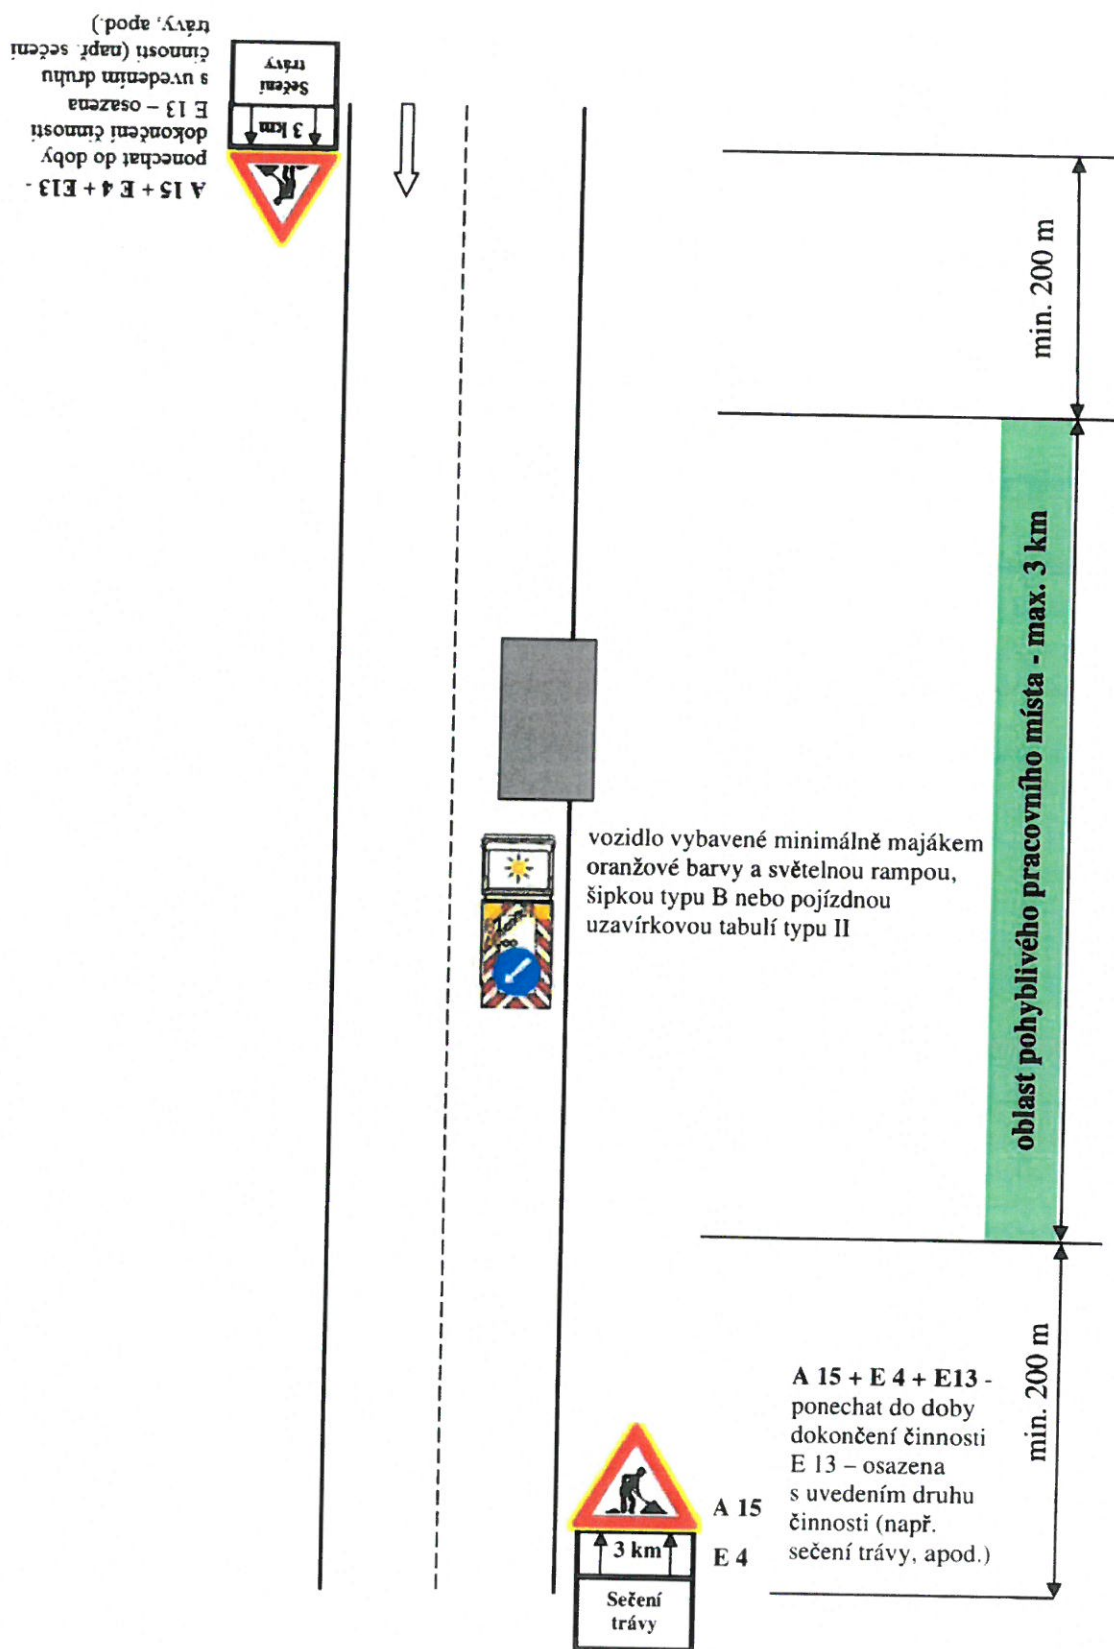 A 15 + E 4 + E13 -
ponechat do doby
dokončení činnosti
E 13 – osazena
s uvedením druhu
činnosti (např. sečení
trávy, apod.)
3 km
Sečení
trávy
min. 200 m
oblast pohyblivého pracovního místa - max. 3 km
vozidlo vybavené minimálně majákem
oranžové barvy a světelnou rampou,
šipkou typu B nebo pojízdnou
uzavírkovou tabulí typu II
min. 200 m
A 15 + E 4 + E13 -
ponechat do doby
dokončení činnosti
E 13 – osazena
s uvedením druhu
činnosti (např.
sečení trávy, apod.)
A 15
E 4
3 km
Sečení
trávy